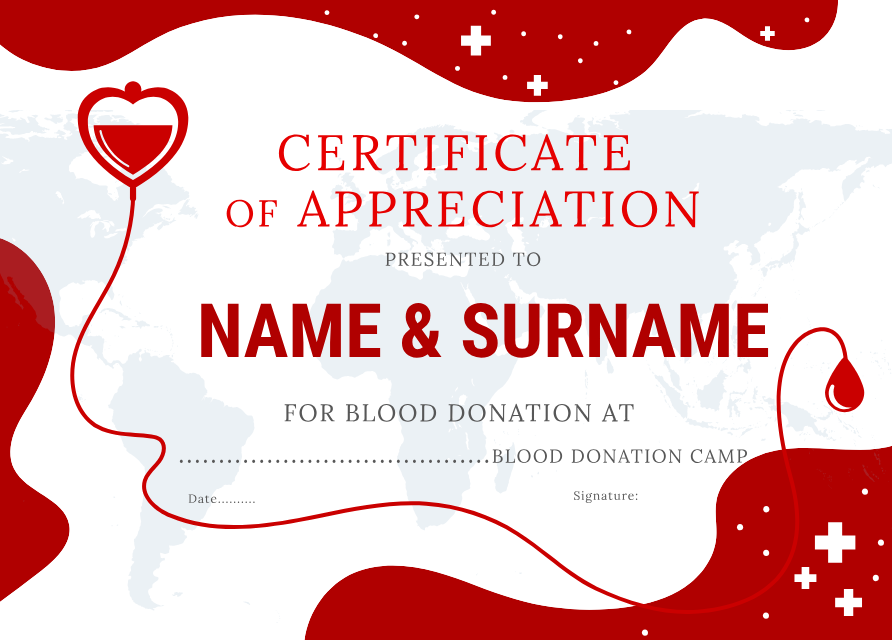 CERTIFICATE
OF APPRECIATION
PRESENTED TO
NAME & SURNAME
FOR BLOOD DONATION AT
.......................................BLOOD DONATION CAMP
Date..........
Signature: